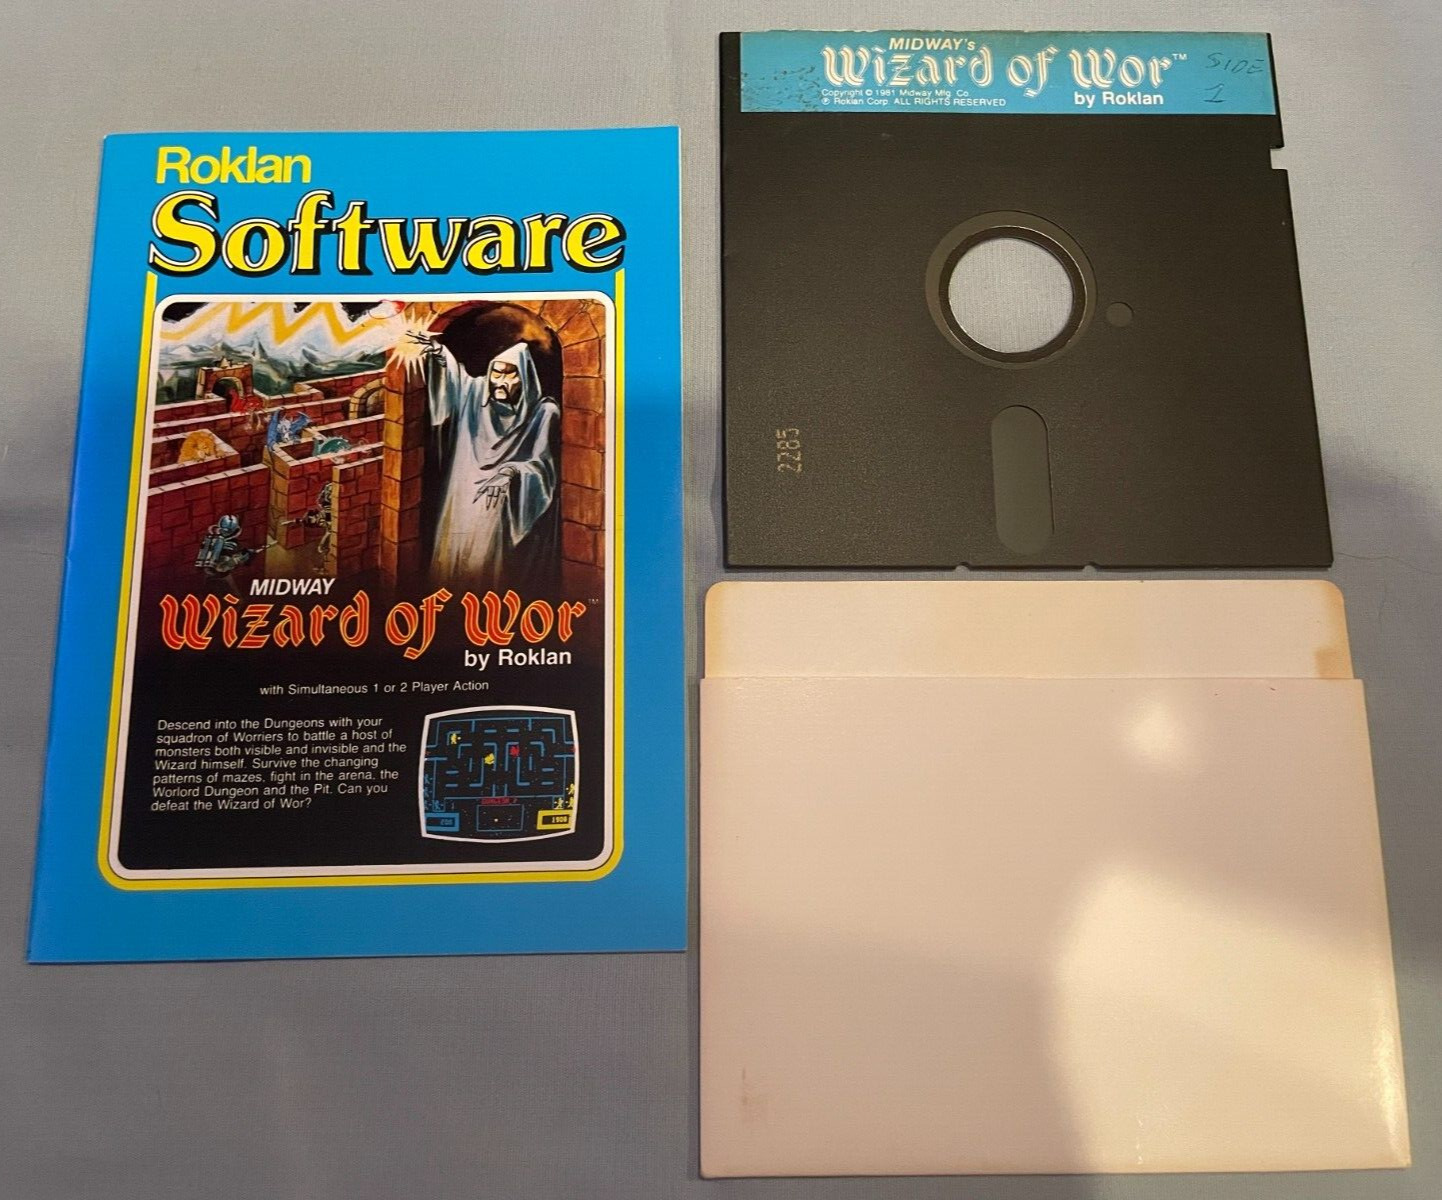 Roklan
Software
MIDWAY
Wizard of Wor™
by Roklan
with Simultaneous 1 or 2 Player Action
Descend into the Dungeons with your
squadron of Worriers to battle a host of
monsters both visible and invisible and the
Wizard himself. Survive the changing
patterns of mazes, fight in the arena, the
Worlord Dungeon and the Pit. Can you
defeat the Wizard of Wor?
MIDWAY's
Wizard of Wor™
Copyright © 1981 Midway Mfg. Co.
℗ Roklan Corp. ALL RIGHTS RESERVED
by Roklan
SIDE
1
2285